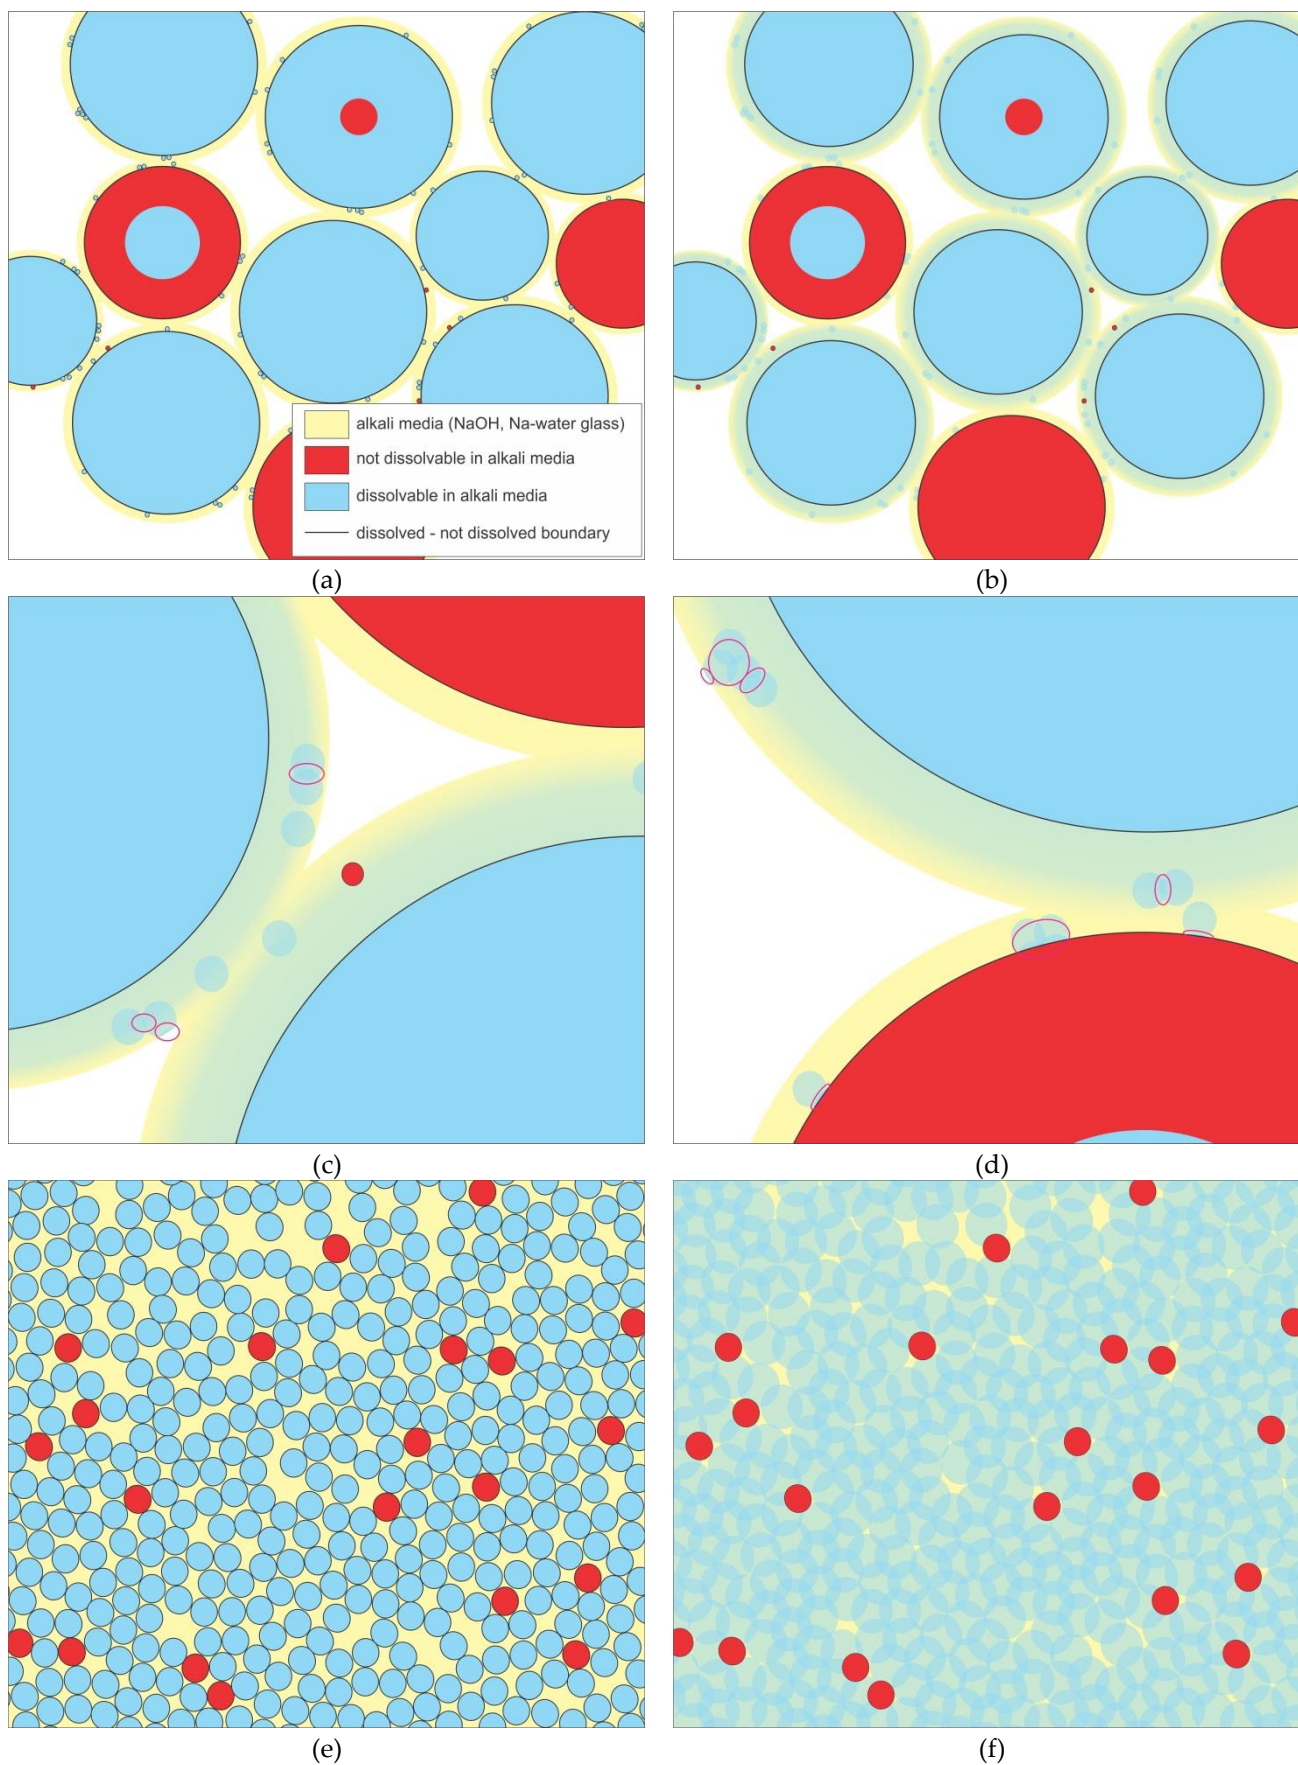 alkali media (NaOH, Na-water glass)
not dissolvable in alkali media
dissolvable in alkali media
dissolved - not dissolved boundary
(a)
(b)
(c)
(d)
(e)
(f)